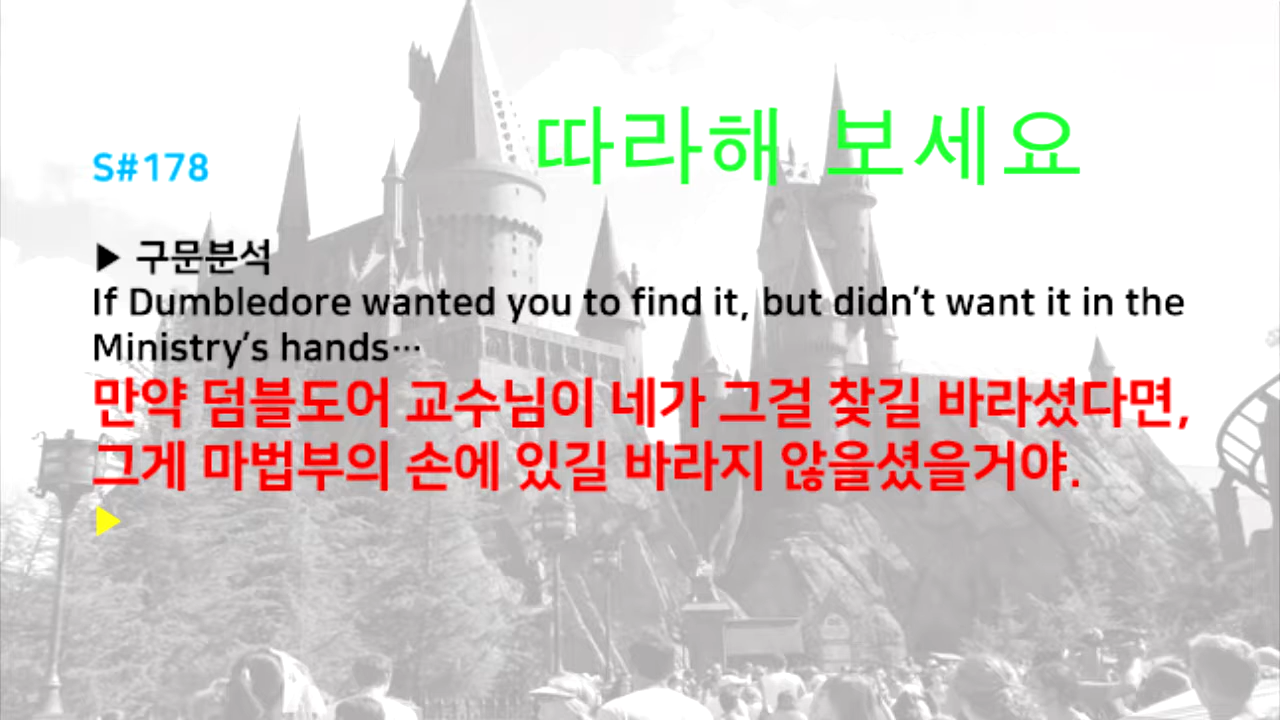 따라해 보세요
S#178
▶ 구문분석
If Dumbledore wanted you to find it, but didn't want it in the
Ministry's hands⋯
만약 덤블도어 교수님이 네가 그걸 찾길 바라셨다면,
그게 마법부의 손에 있길 바라지 않을셨을거야.
▶